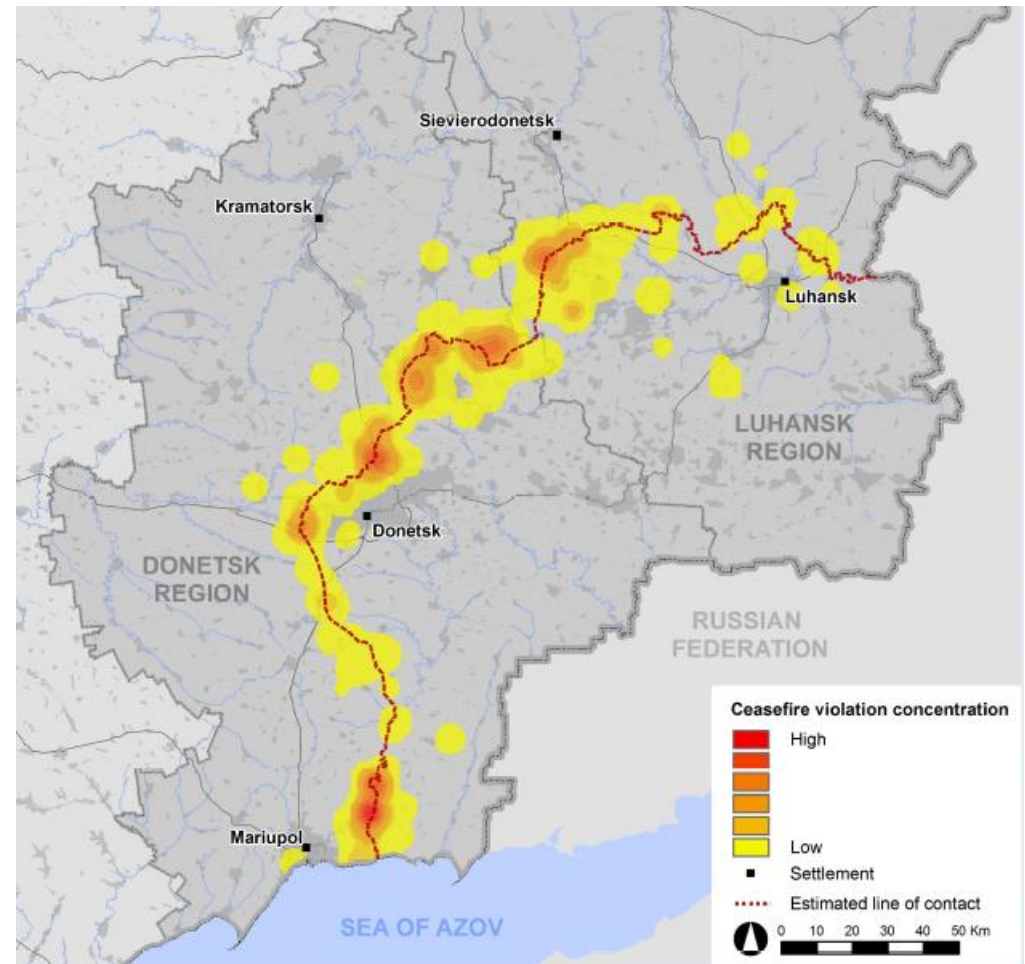 Sievierodonetsk
Kramatorsk
Luhansk
LUHANSK
REGION
Donetsk
DONETSK
REGION
RUSSIAN
FEDERATION
Mariupol
SEA OF AZOV
Ceasefire violation concentration
High
Low
Settlement
Estimated line of contact
0 10 20 30 40 50 Km